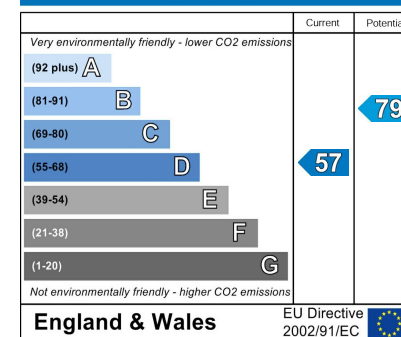 Current Potential
Very environmentally friendly - lower CO2 emissions
(92 plus) A
(81-91) B
79
(69-80) C
(55-68) D
57
(39-54) E
(21-38) F
(1-20) G
Not environmentally friendly - higher CO2 emissions
England & Wales
EU Directive
2002/91/EC